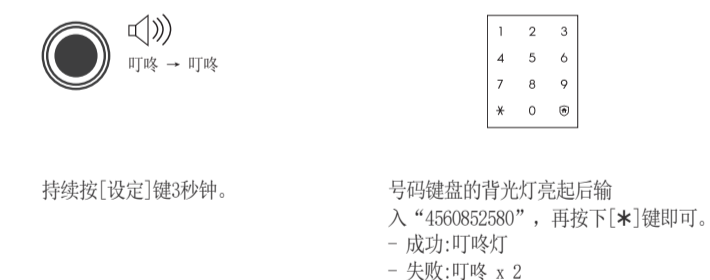 叮咚 → 叮咚
1 2 3
4 5 6
7 8 9
* 0
持续按[设定]键3秒钟。
号码键盘的背光灯亮起后输
入“4560852580”, 再按下[*]键即可。
- 成功:叮咚灯
- 失败:叮咚 x 2